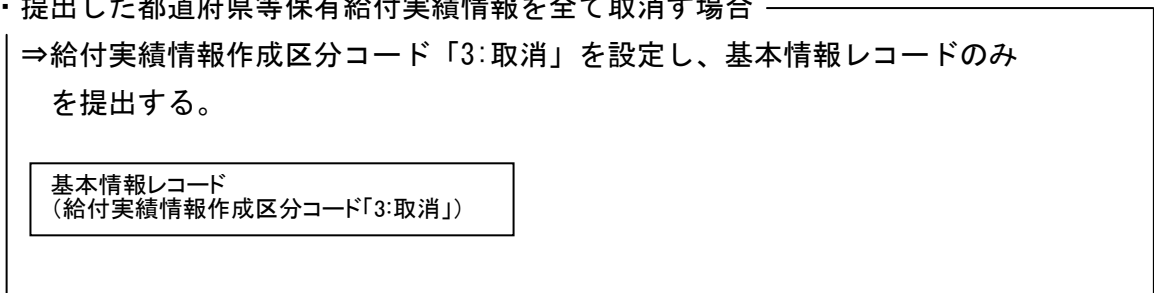 ・提出した都道府県等保有給付実績情報を全て取消す場合
⇒給付実績情報作成区分コード「3:取消」を設定し、基本情報レコードのみ
を提出する。
基本情報レコード
(給付実績情報作成区分コード「3:取消」)